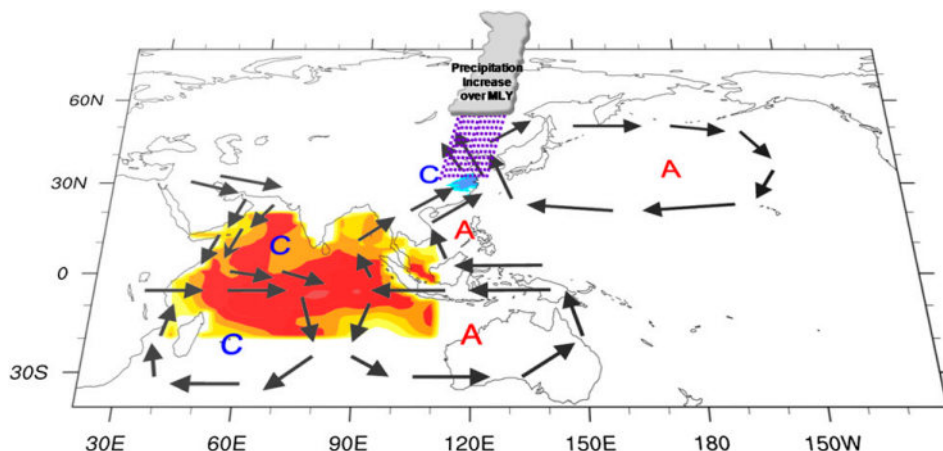 Precipitation
Increase
over MLY
60N
A
C
30N
A
C
0
A
C
30S
30E
60E
90E
120E
150E
180
150W